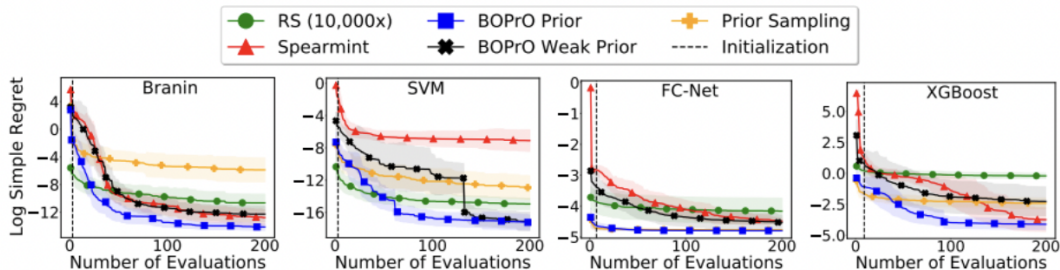 RS (10,000x) BOPrO Prior Prior Sampling
Spearmint BOPrO Weak Prior Initialization
Branin SVM FC-Net XGBoost
Log Simple Regret
4
0
−4
−8
−12
0 100 200
Number of Evaluations
0
−4
−8
−12
−16
0 100 200
Number of Evaluations
0
−1
−2
−3
−4
−5
0 100 200
Number of Evaluations
5.0
2.5
0.0
−2.5
−5.0
0 100 200
Number of Evaluations